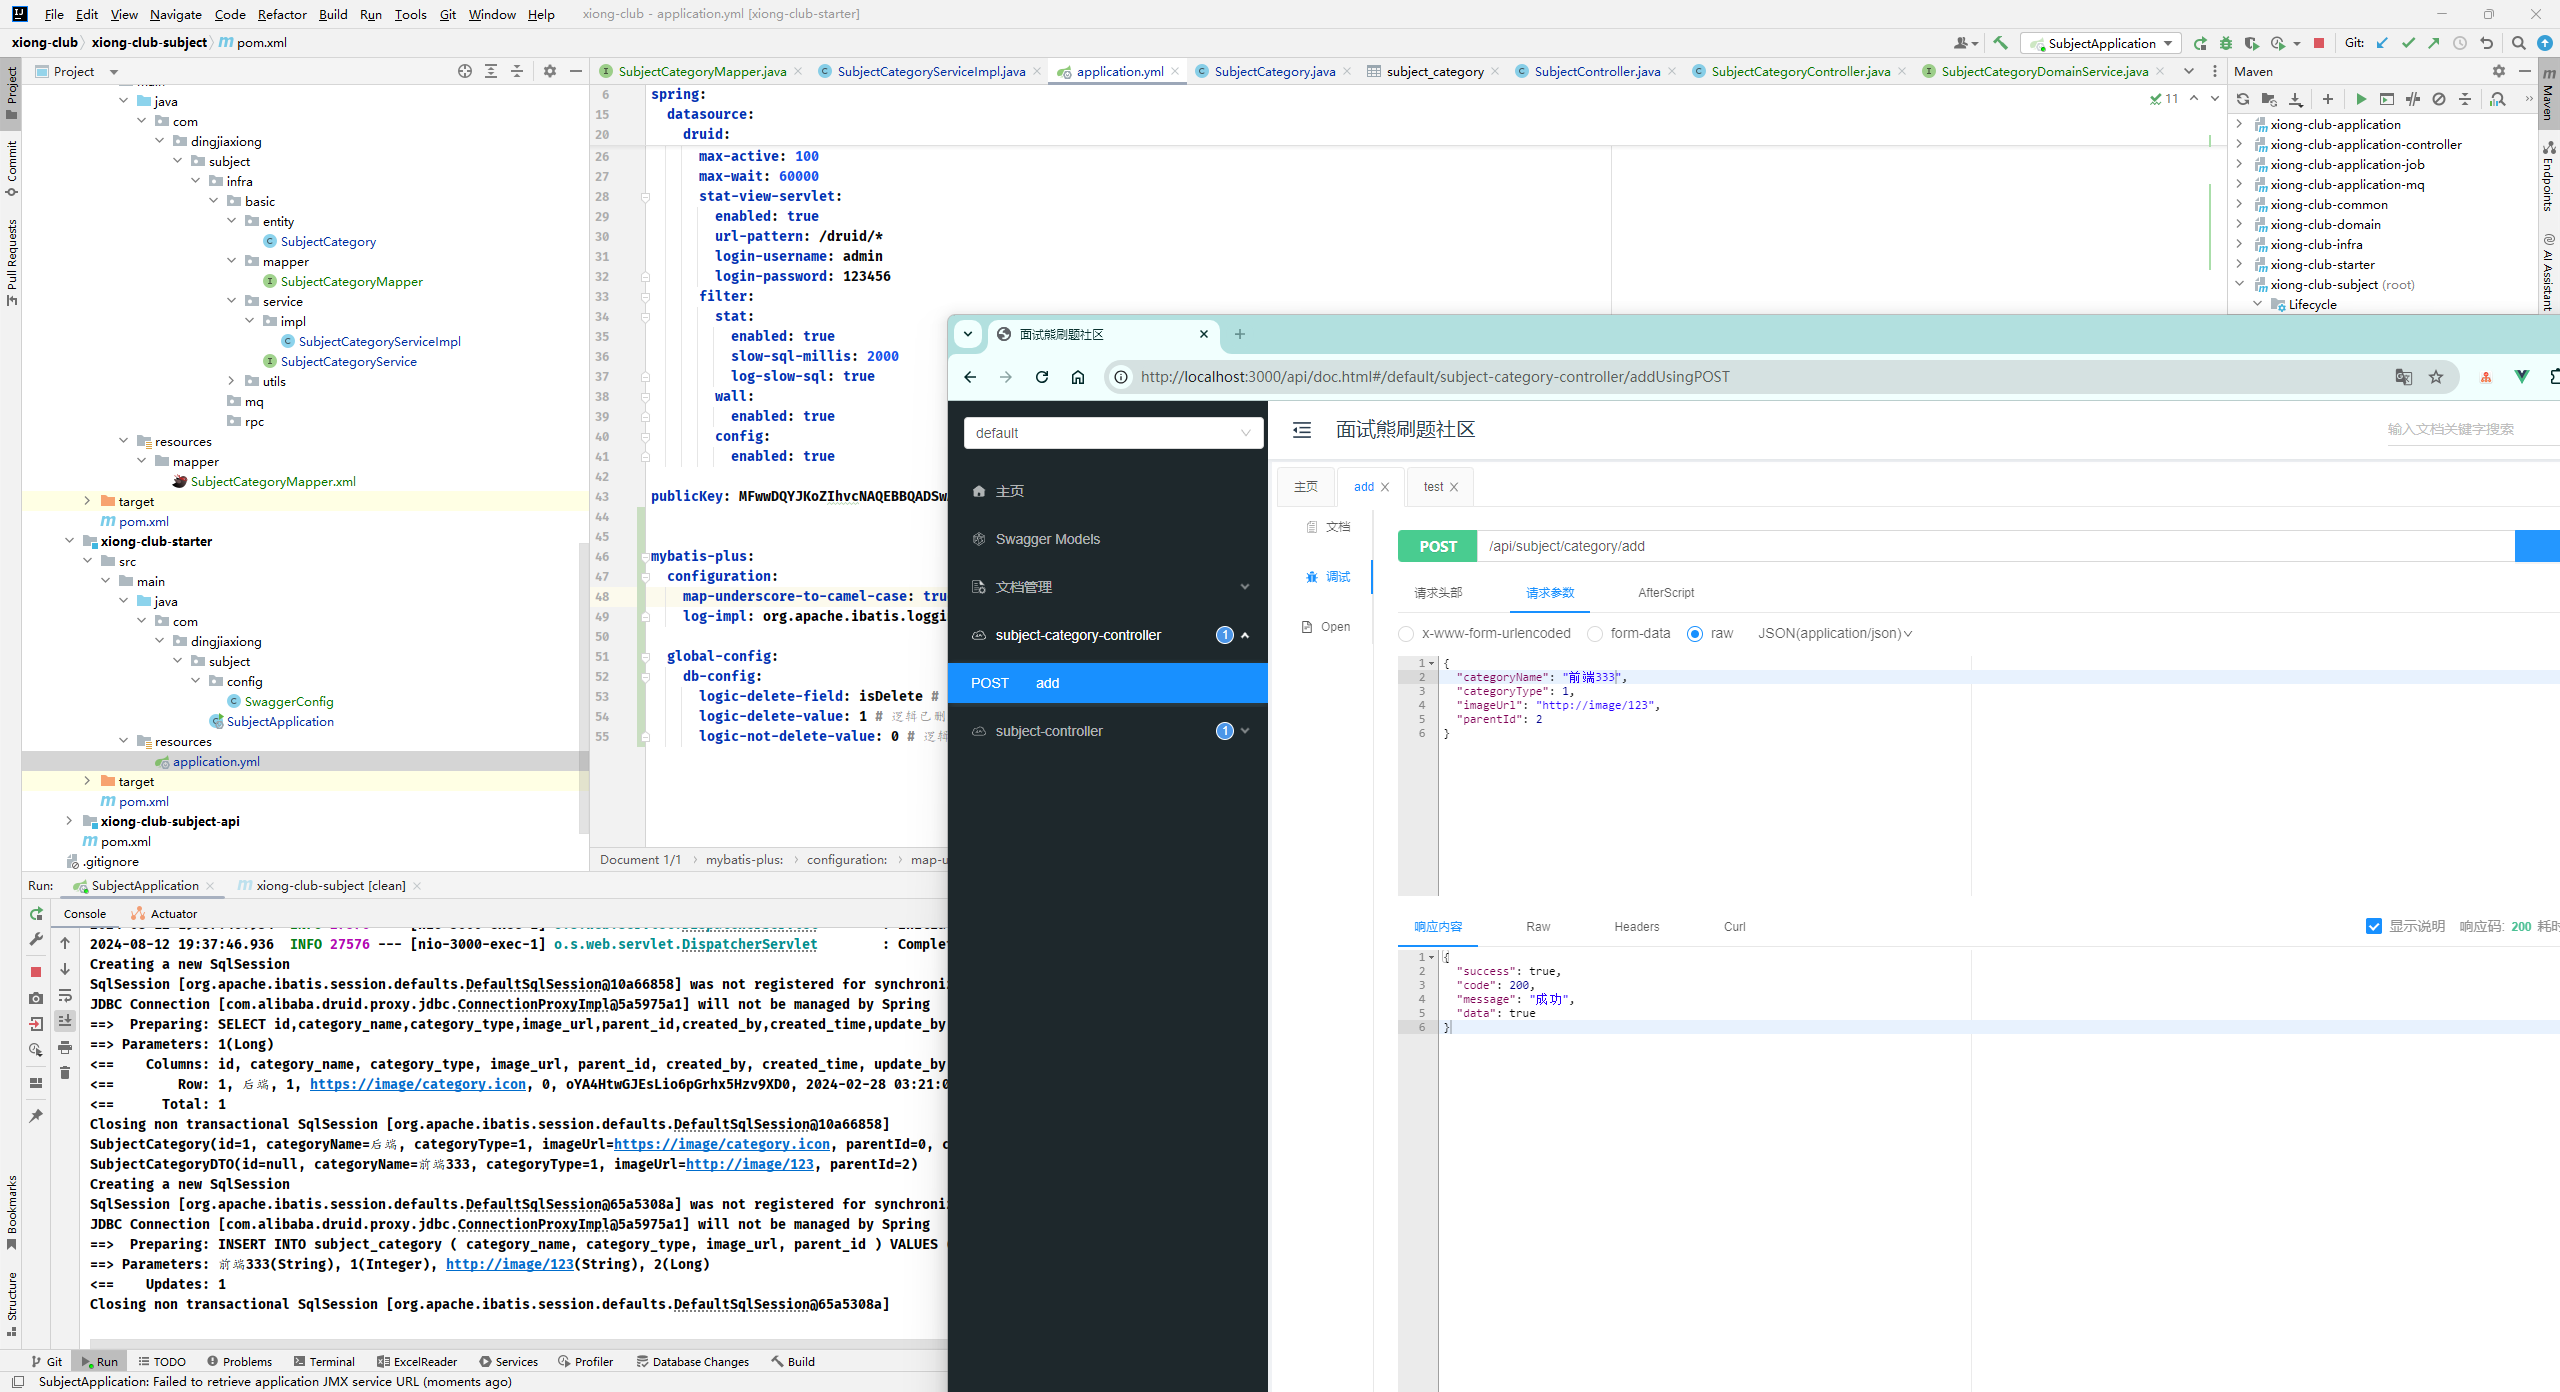 File Edit View Navigate Code Refactor Build Run Tools Git Window Help xiong-club - application.yml [xiong-club-starter]
xiong-club xiong-club-subject pom.xml
SubjectApplication Git:
Project
SubjectCategoryMapper.java SubjectCategoryServiceImpl.java application.yml SubjectCategory.java subject_category SubjectController.java SubjectCategoryController.java SubjectCategoryDomainService.java
Maven
Project
Commit
Pull Requests
Bookmarks
Structure
Maven
Endpoints
AI Assistant
java
com
dingjiaxiong
subject
infra
basic
entity
SubjectCategory
mapper
SubjectCategoryMapper
service
impl
SubjectCategoryServiceImpl
SubjectCategoryService
utils
mq
rpc
resources
mapper
SubjectCategoryMapper.xml
target
pom.xml
xiong-club-starter
src
main
java
com
dingjiaxiong
subject
config
SwaggerConfig
SubjectApplication
resources
application.yml
target
pom.xml
xiong-club-subject-api
pom.xml
.gitignore
11
6 spring:
15 datasource:
20 druid:
26 max-active: 100
27 max-wait: 60000
28 stat-view-servlet:
29 enabled: true
30 url-pattern: /druid/*
31 login-username: admin
32 login-password: 123456
33 filter:
34 stat:
35 enabled: true
36 slow-sql-millis: 2000
37 log-slow-sql: true
38 wall:
39 enabled: true
40 config:
41 enabled: true
42
43 publicKey: MFwwDQYJKoZIhvcNAQEBBQADSw
44
45
46 mybatis-plus:
47 configuration:
48 map-underscore-to-camel-case: tru
49 log-impl: org.apache.ibatis.loggi
50
51 global-config:
52 db-config:
53 logic-delete-field: isDelete #
54 logic-delete-value: 1 # 逻辑已删
55 logic-not-delete-value: 0 # 逻辑
Document 1/1 mybatis-plus: configuration: map-u
xiong-club-application
xiong-club-application-controller
xiong-club-application-job
xiong-club-application-mq
xiong-club-common
xiong-club-domain
xiong-club-infra
xiong-club-starter
xiong-club-subject (root)
Lifecycle
面试熊刷题社区
http://localhost:3000/api/doc.html#/default/subject-category-controller/addUsingPOST
default
主页
Swagger Models
文档管理
subject-category-controller 1
POST add
subject-controller 1
面试熊刷题社区
输入文档关键字搜索
主页 add test
文档
调试
Open
POST /api/subject/category/add
请求头部 请求参数 AfterScript
x-www-form-urlencoded form-data raw JSON(application/json)
1 {
2 "categoryName": "前端333",
3 "categoryType": 1,
4 "imageUrl": "http://image/123",
5 "parentId": 2
6 }
响应内容 Raw Headers Curl 显示说明 响应码: 200 耗时
1 {
2 "success": true,
3 "code": 200,
4 "message": "成功",
5 "data": true
6 }
Run: SubjectApplication xiong-club-subject [clean]
Console Actuator
2024-08-12 19:37:46.936 INFO 27576 --- [nio-3000-exec-1] o.s.web.servlet.DispatcherServlet : Complet
Creating a new SqlSession
SqlSession [org.apache.ibatis.session.defaults.DefaultSqlSession@10a66858] was not registered for synchroni
JDBC Connection [com.alibaba.druid.proxy.jdbc.ConnectionProxyImpl@5a5975a1] will not be managed by Spring
==> Preparing: SELECT id,category_name,category_type,image_url,parent_id,created_by,created_time,update_by
==> Parameters: 1(Long)
<== Columns: id, category_name, category_type, image_url, parent_id, created_by, created_time, update_by
<== Row: 1, 后端, 1, https://image/category.icon, 0, oYA4HtwGJEsLio6pGrhx5Hzv9XD0, 2024-02-28 03:21:0
<== Total: 1
Closing non transactional SqlSession [org.apache.ibatis.session.defaults.DefaultSqlSession@10a66858]
SubjectCategory(id=1, categoryName=后端, categoryType=1, imageUrl=https://image/category.icon, parentId=0, c
SubjectCategoryDTO(id=null, categoryName=前端333, categoryType=1, imageUrl=http://image/123, parentId=2)
Creating a new SqlSession
SqlSession [org.apache.ibatis.session.defaults.DefaultSqlSession@65a5308a] was not registered for synchroni
JDBC Connection [com.alibaba.druid.proxy.jdbc.ConnectionProxyImpl@5a5975a1] will not be managed by Spring
==> Preparing: INSERT INTO subject_category ( category_name, category_type, image_url, parent_id ) VALUES
==> Parameters: 前端333(String), 1(Integer), http://image/123(String), 2(Long)
<== Updates: 1
Closing non transactional SqlSession [org.apache.ibatis.session.defaults.DefaultSqlSession@65a5308a]
Git Run TODO Problems Terminal ExcelReader Services Profiler Database Changes Build
SubjectApplication: Failed to retrieve application JMX service URL (moments ago)